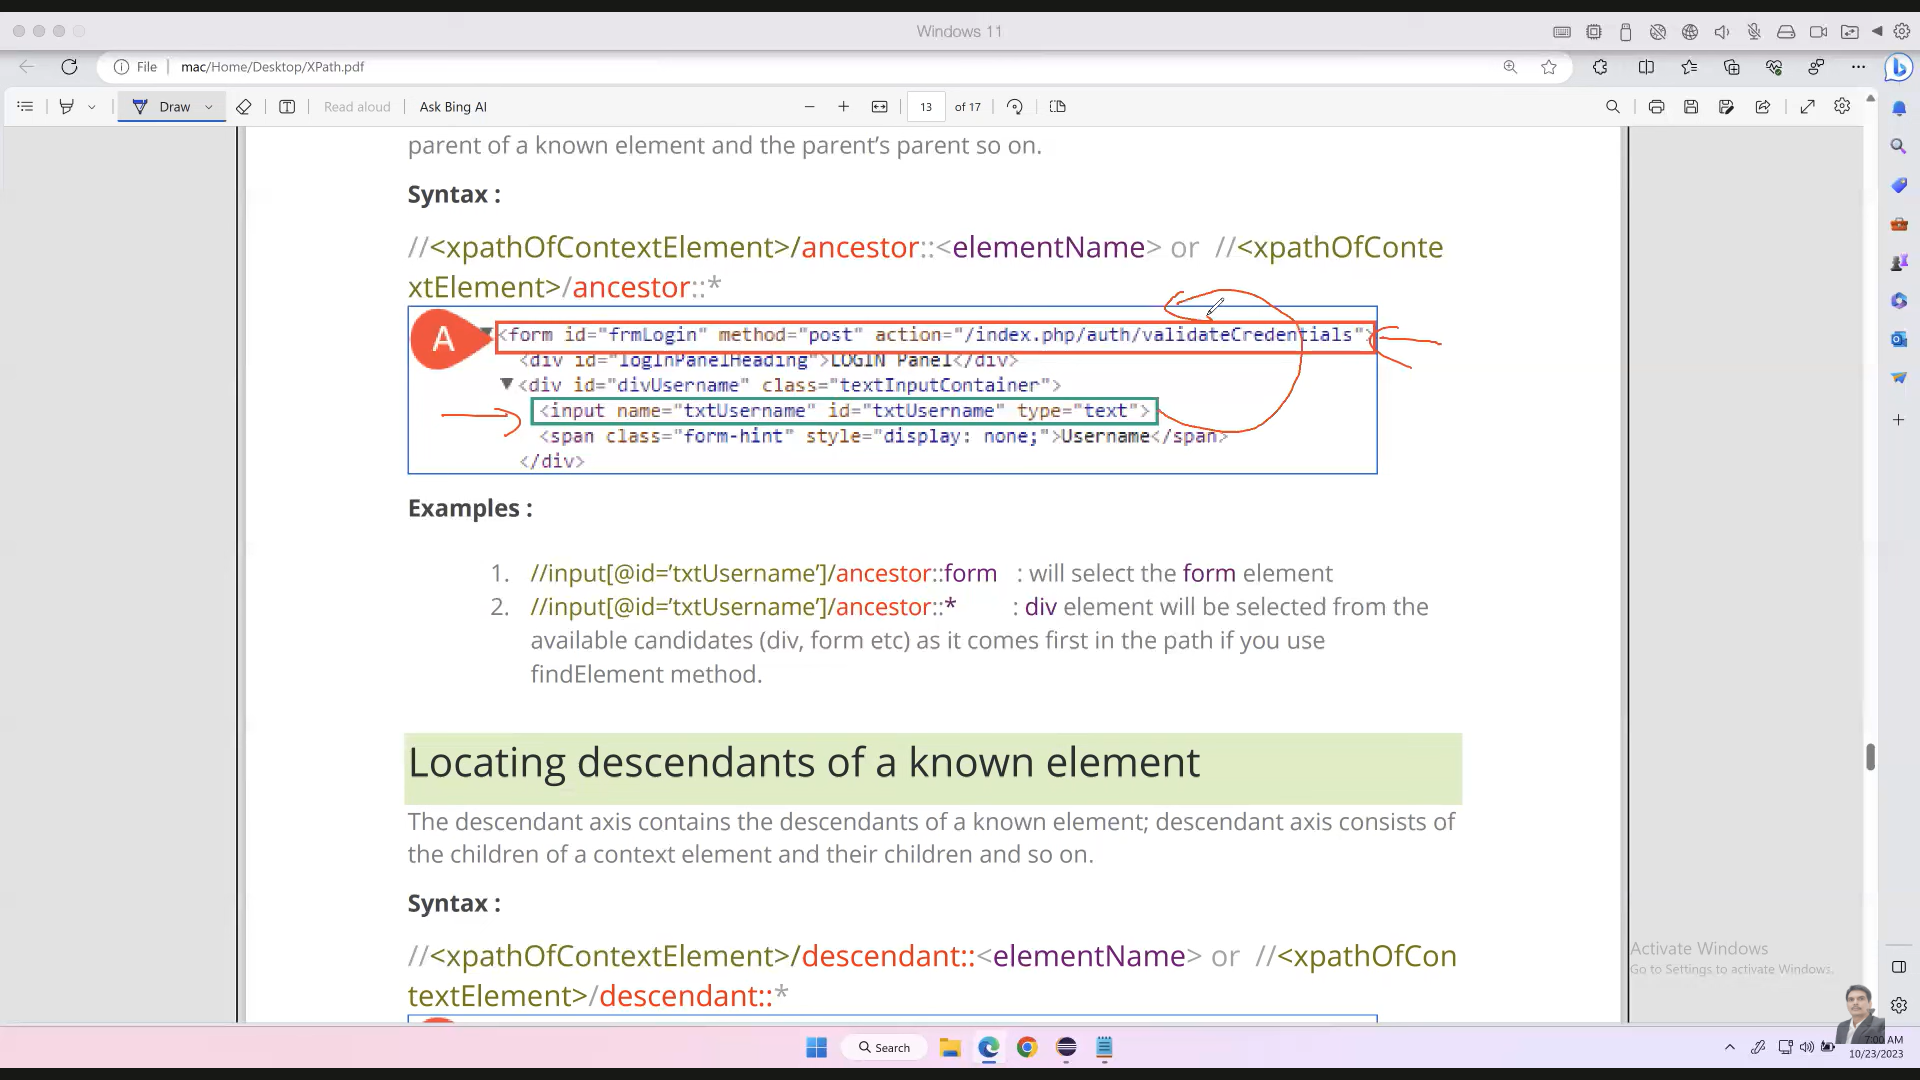 Windows 11
File mac/Home/Desktop/XPath.pdf
Draw Read aloud Ask Bing AI 13 of 17
parent of a known element and the parent’s parent so on.
Syntax :
//<xpathOfContextElement>/ancestor::<elementName> or //<xpathOfConte
xtElement>/ancestor::*
A
<form id="frmLogin" method="post" action="/index.php/auth/validateCredentials">
<div id="logInPanelHeading">LOGIN Panel</div>
<div id="divUsername" class="textInputContainer">
<input name="txtUsername" id="txtUsername" type="text">
<span class="form-hint" style="display: none;">Username</span>
</div>
Examples :
1. //input[@id=’txtUsername’]/ancestor::form : will select the form element
2. //input[@id=’txtUsername’]/ancestor::* : div element will be selected from the
available candidates (div, form etc) as it comes first in the path if you use
findElement method.
Locating descendants of a known element
The descendant axis contains the descendants of a known element; descendant axis consists of
the children of a context element and their children and so on.
Syntax :
//<xpathOfContextElement>/descendant::<elementName> or //<xpathOfCon
textElement>/descendant::*
Activate Windows
Go to Settings to activate Windows.
Search
7:00 AM
10/23/2023